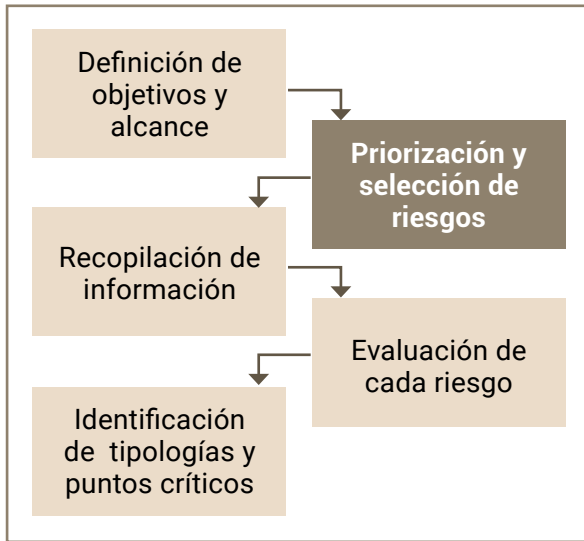 Definición de
objetivos y
alcance
Priorización y
selección de
riesgos
Recopilación de
información
Evaluación de
cada riesgo
Identificación
de tipologías y
puntos críticos